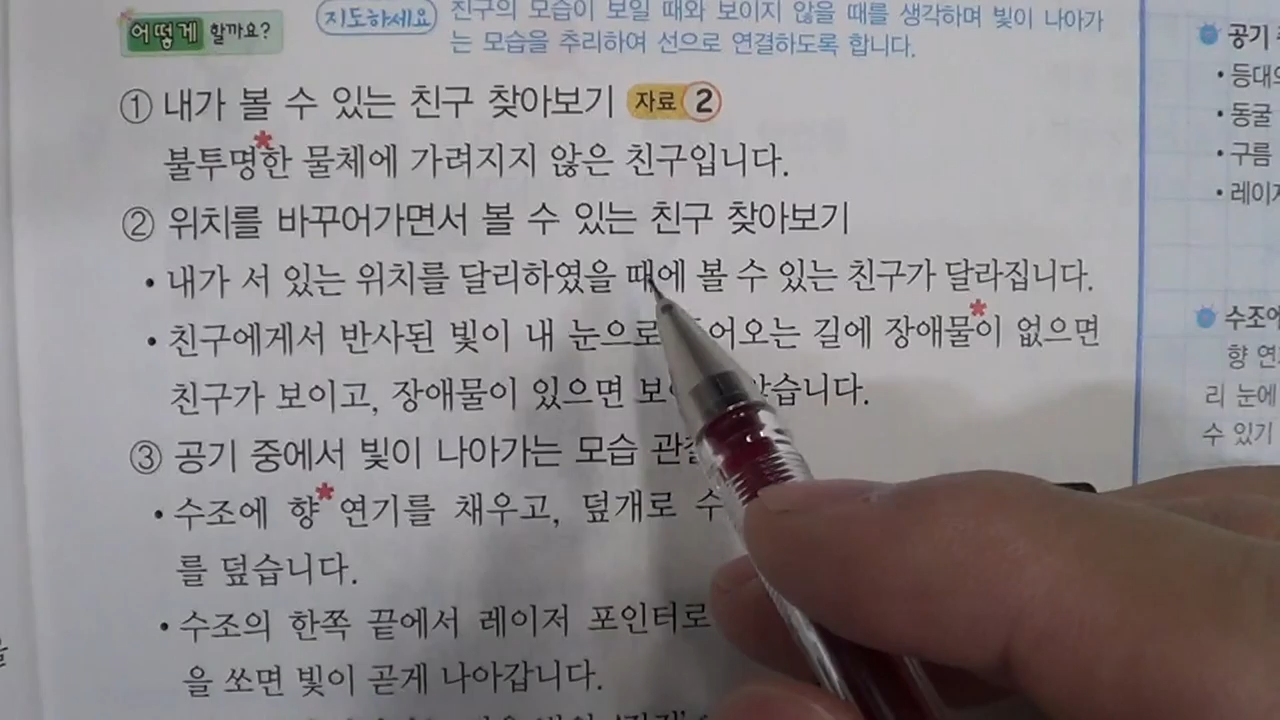 어떻게 할까요?
지도하세요 친구의 모습이 보일 때와 보이지 않을 때를 생각하며 빛이 나아가
는 모습을 추리하여 선으로 연결하도록 합니다.
① 내가 볼 수 있는 친구 찾아보기 자료 2
불투명*한 물체에 가려지지 않은 친구입니다.
② 위치를 바꾸어가면서 볼 수 있는 친구 찾아보기
• 내가 서 있는 위치를 달리하였을 때에 볼 수 있는 친구가 달라집니다.
• 친구에게서 반사된 빛이 내 눈으로 어오는 길에 장애물*이 없으면
친구가 보이고, 장애물이 있으면 습니다.
③ 공기 중에서 빛이 나아가는 모습
• 수조에 향* 연기를 채우고, 덮개로 수
를 덮습니다.
• 수조의 한쪽 끝에서 레이저 포인터로
을 쏘면 빛이 곧게 나아갑니다.
공기
• 등대의
• 동굴
• 구름
• 레이저
수조에
향 연
리 눈에
수 있기